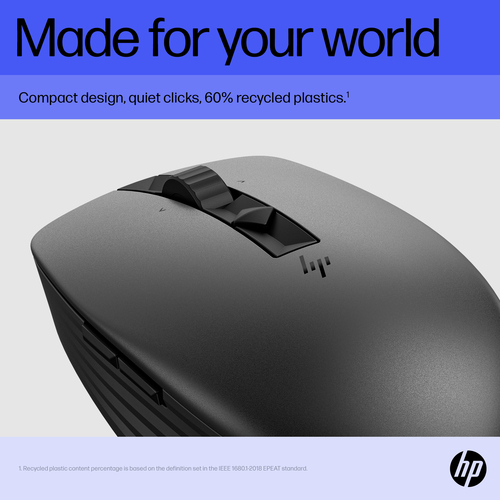 Made for your world
Compact design, quiet clicks, 60% recycled plastics.¹
hp
1. Recycled plastic content percentage is based on the definition set in the IEEE 1680.1-2018 EPEAT standard.
hp